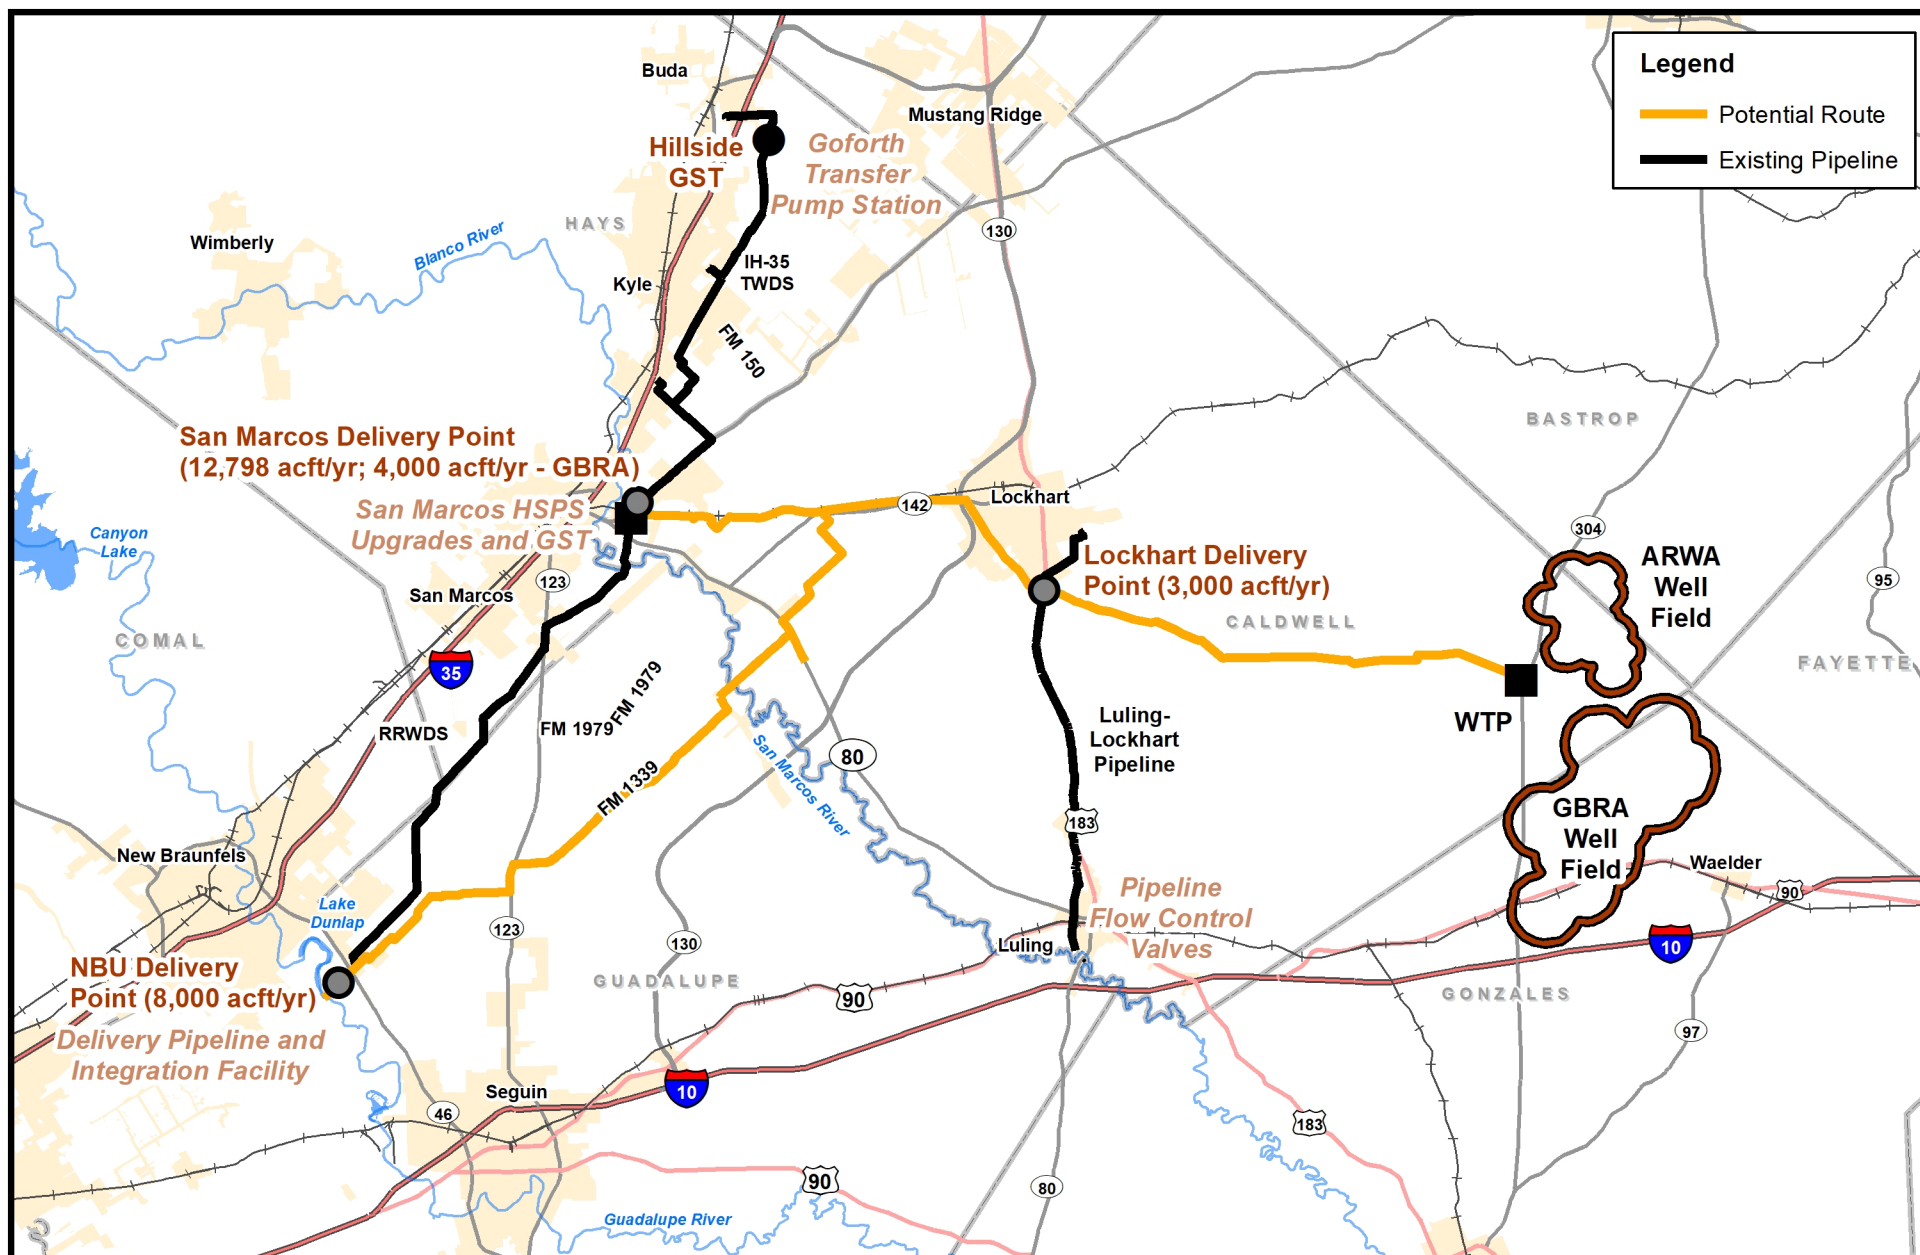 Legend
Potential Route
Existing Pipeline
Buda
Mustang Ridge
Hillside
GST
Goforth
Transfer
Pump Station
HAYS
Wimberly
Blanco River
130
Kyle
IH-35
TWDS
FM 150
BASTROP
San Marcos Delivery Point
(12,798 acft/yr; 4,000 acft/yr - GBRA)
San Marcos HSPS
Upgrades and GST
142
Lockhart
304
Canyon
Lake
Lockhart Delivery
Point (3,000 acft/yr)
ARWA
Well
Field
95
123
San Marcos
CALDWELL
COMAL
35
FAYETTE
FM 1979
FM 1979
RRWDS
WTP
Luling-
Lockhart
Pipeline
80
San Marcos River
FM 1339
183
GBRA
Well
Field
New Braunfels
Waelder
90
Lake
Dunlap
Pipeline
Flow Control
Valves
123
130
Luling
10
NBU Delivery
Point (8,000 acft/yr)
GUADALUPE
90
GONZALES
Delivery Pipeline and
Integration Facility
97
Seguin
10
46
183
90
80
Guadalupe River